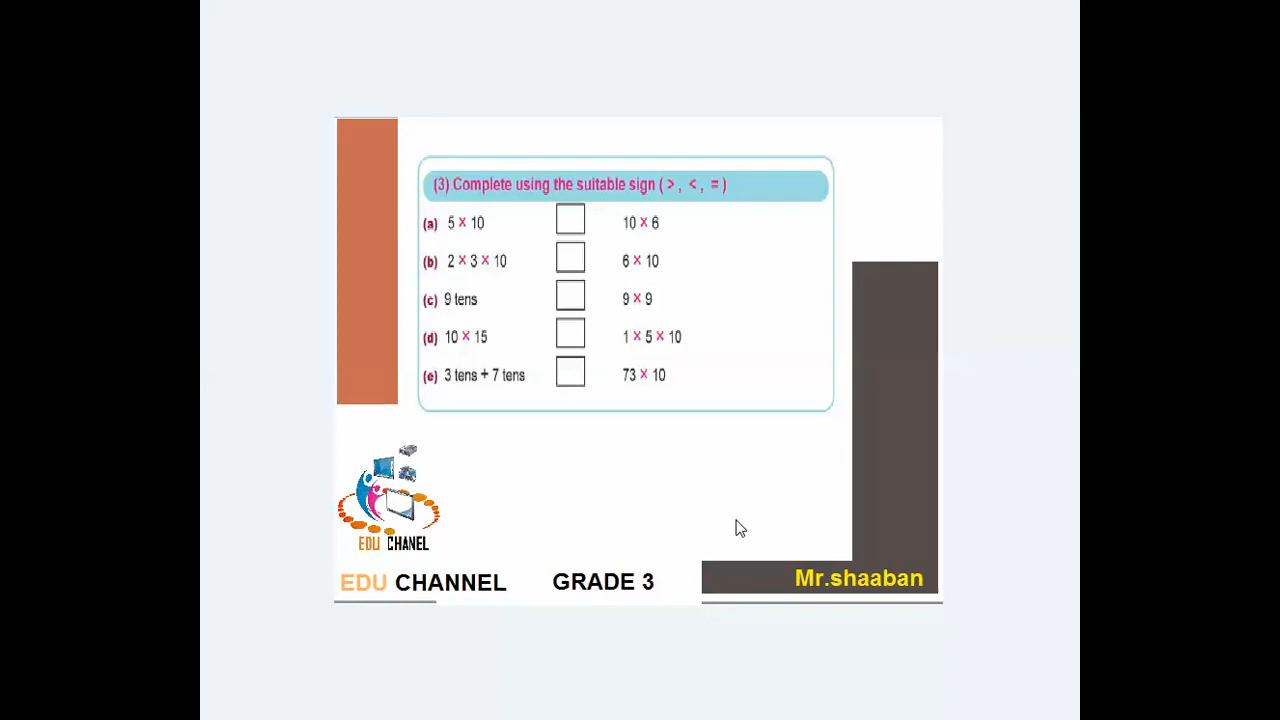 (3) Complete using the suitable sign ( > , < , = )
(a) 5 × 10 10 × 6
(b) 2 × 3 × 10 6 × 10
(c) 9 tens 9 × 9
(d) 10 × 15 1 × 5 × 10
(e) 3 tens + 7 tens 73 × 10
EDU CHANEL
EDU CHANNEL GRADE 3 Mr.shaaban